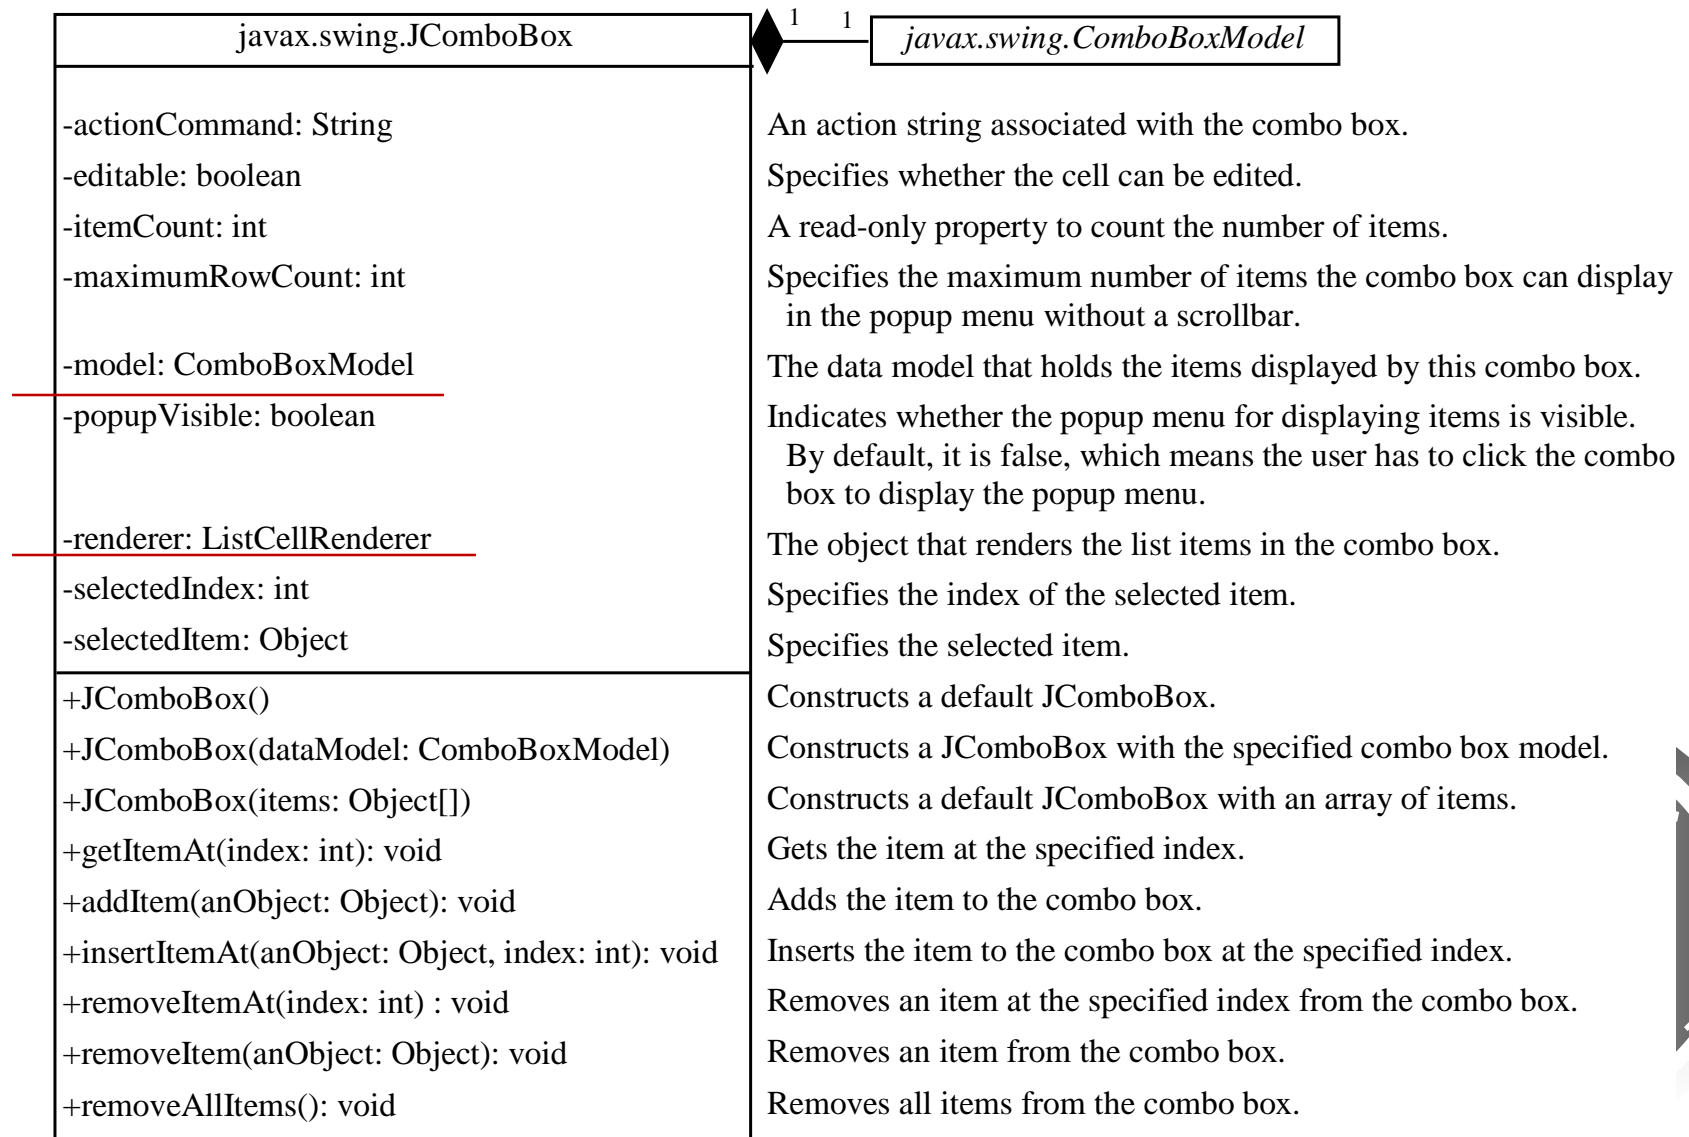 javax.swing.JComboBox 1 1 javax.swing.ComboBoxModel
-actionCommand: String An action string associated with the combo box.
-editable: boolean Specifies whether the cell can be edited.
-itemCount: int A read-only property to count the number of items.
-maximumRowCount: int Specifies the maximum number of items the combo box can display
in the popup menu without a scrollbar.
-model: ComboBoxModel The data model that holds the items displayed by this combo box.
-popupVisible: boolean Indicates whether the popup menu for displaying items is visible.
By default, it is false, which means the user has to click the combo
box to display the popup menu.
-renderer: ListCellRenderer The object that renders the list items in the combo box.
-selectedIndex: int Specifies the index of the selected item.
-selectedItem: Object Specifies the selected item.
+JComboBox() Constructs a default JComboBox.
+JComboBox(dataModel: ComboBoxModel) Constructs a JComboBox with the specified combo box model.
+JComboBox(items: Object[]) Constructs a default JComboBox with an array of items.
+getItemAt(index: int): void Gets the item at the specified index.
+addItem(anObject: Object): void Adds the item to the combo box.
+insertItemAt(anObject: Object, index: int): void Inserts the item to the combo box at the specified index.
+removeItemAt(index: int) : void Removes an item at the specified index from the combo box.
+removeItem(anObject: Object): void Removes an item from the combo box.
+removeAllItems(): void Removes all items from the combo box.